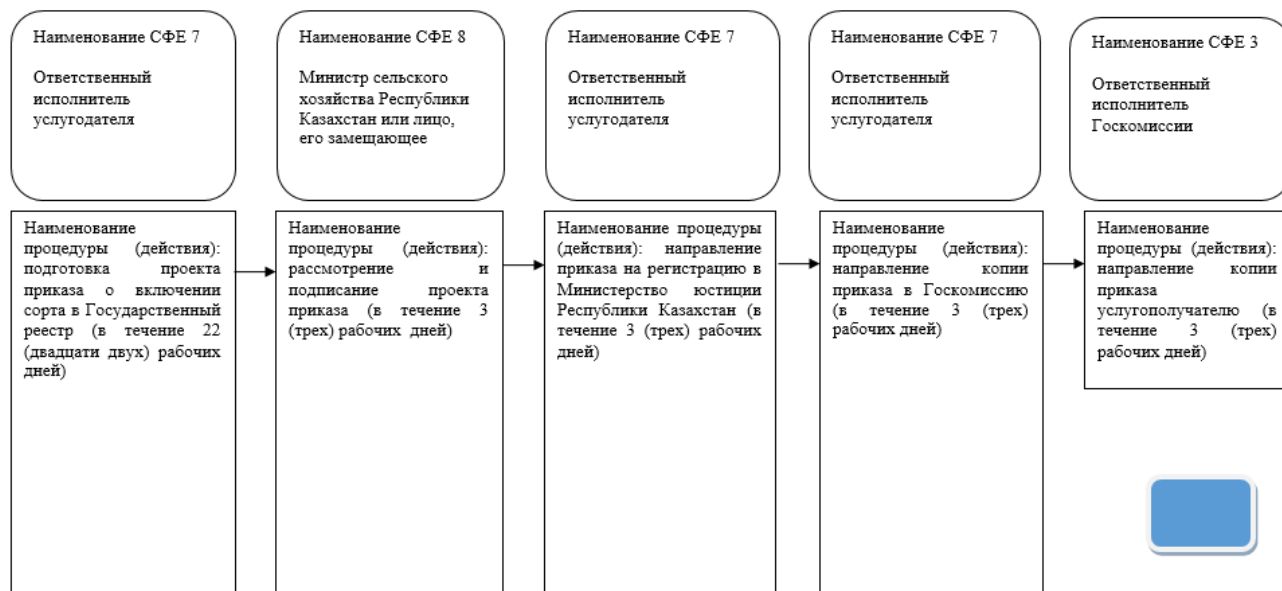 Наименование СФЕ 7
Ответственный
исполнитель
услугодателя
Наименование СФЕ 8
Министр сельского
хозяйства Республики
Казахстан или лицо,
его замещающее
Наименование СФЕ 7
Ответственный
исполнитель
услугодателя
Наименование СФЕ 7
Ответственный
исполнитель
услугодателя
Наименование СФЕ 3
Ответственный
исполнитель
Госкомиссии
Наименование
процедуры (действия):
подготовка проекта
приказа о включении
сорта в Государственный
реестр (в течение 22
(двадцати двух) рабочих
дней)
Наименование
процедуры (действия):
рассмотрение и
подписание проекта
приказа (в течение 3
(трех) рабочих дней)
Наименование процедуры
(действия): направление
приказа на регистрацию в
Министерство юстиции
Республики Казахстан (в
течение 3 (трех) рабочих
дней)
Наименование
процедуры (действия):
направление копии
приказа в Госкомиссию
(в течение 3 (трех)
рабочих дней)
Наименование
процедуры (действия):
направление копии
приказа
услугополучателю (в
течение 3 (трех)
рабочих дней)